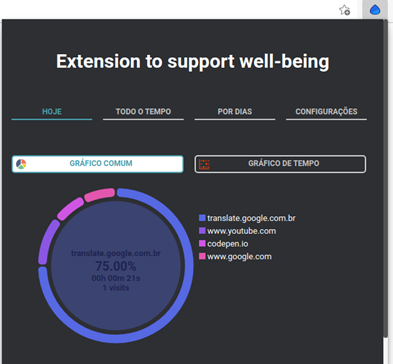 Extension to support well-being
HOJE
TODO O TEMPO
POR DIAS
CONFIGURAÇÕES
GRÁFICO COMUM
GRÁFICO DE TEMPO
translate.google.com.br
75.00%
00h 00m 21s
1 visits
translate.google.com.br
www.youtube.com
codepen.io
www.google.com